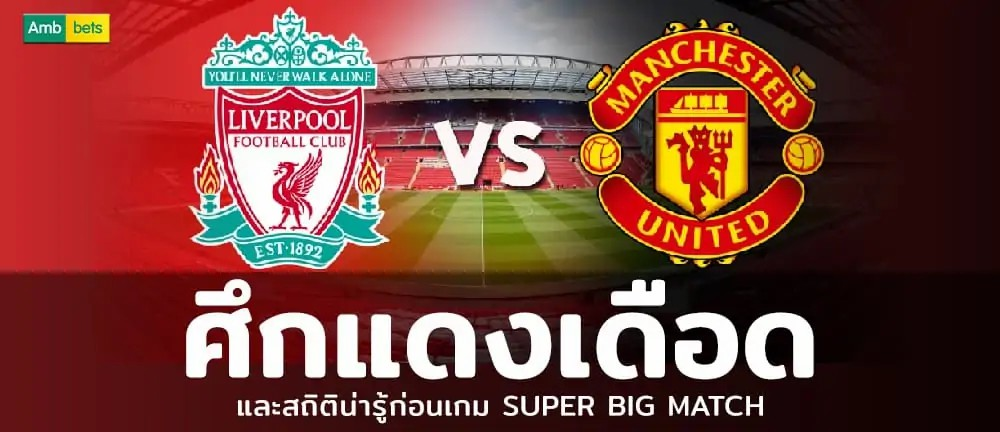 Amb bets
YOU'LL NEVER WALK ALONE
LIVERPOOL
FOOTBALL CLUB
EST·1892
VS
MANCHESTER
UNITED
ศึกแดงเดือด
และสถิติน่ารู้ก่อนเกม SUPER BIG MATCH